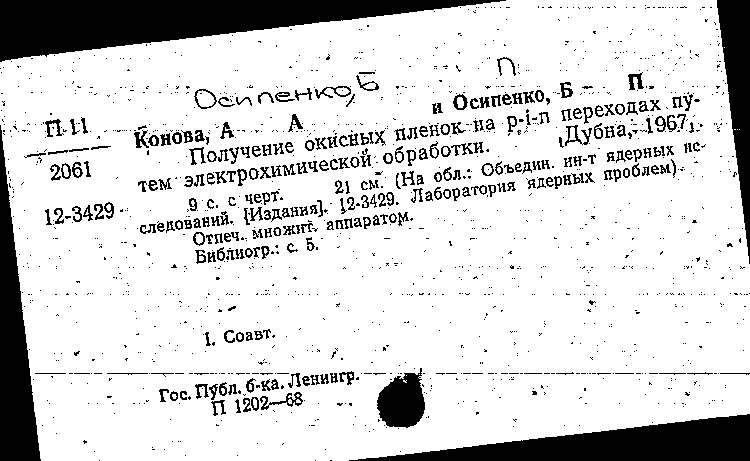 Осипенко, Б П
П 11
2061
12-3429
Конова, А А и Осипенко, Б П.
Получение окисных пленок на p-i-n переходах пу-
тем электрохимической обработки. Дубна, 1967.
9 с. с черт. 21 см. (На обл.: Объедин. ин-т ядерных ис-
следований. [Издания]. 12-3429. Лаборатория ядерных проблем)
Отпеч. множит. аппаратом.
Библиогр.: с. 5.
I. Соавт.
Гос. Публ. б-ка. Ленингр.
П 1202—68